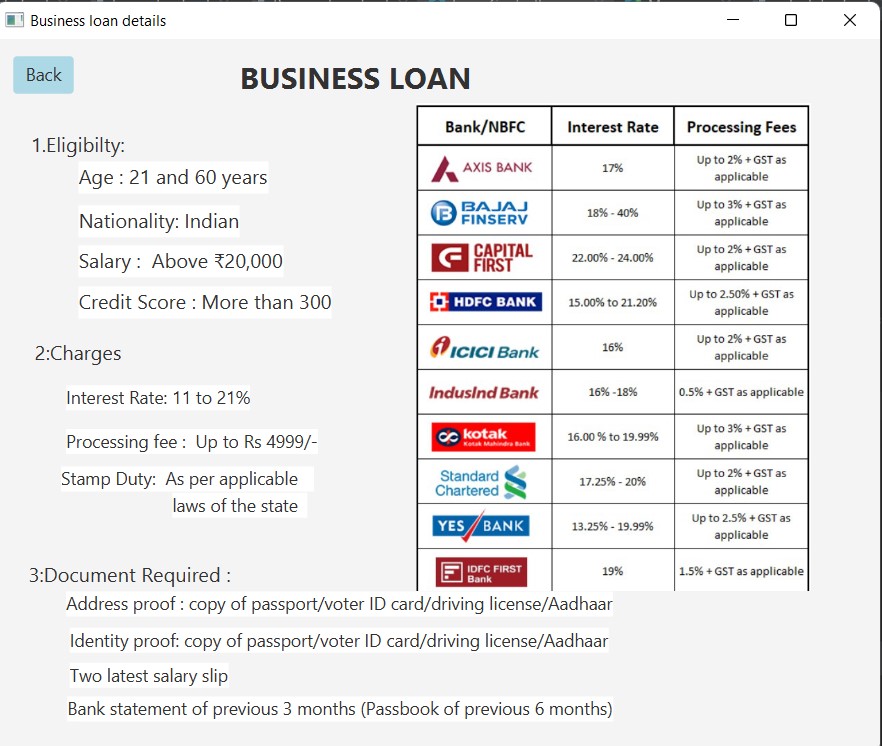 Business loan details
Back
BUSINESS LOAN
1.Eligibilty:
Age : 21 and 60 years
Nationality: Indian
Salary :  Above ₹20,000
Credit Score : More than 300
2:Charges
Interest Rate: 11 to 21%
Processing fee :  Up to Rs 4999/-
Stamp Duty:  As per applicable
laws of the state
Bank/NBFC Interest Rate Processing Fees
AXIS BANK 17% Up to 2% + GST as
applicable
BAJAJ
FINSERV 18% - 40% Up to 3% + GST as
applicable
CAPITAL
FIRST 22.00% - 24.00% Up to 2% + GST as
applicable
HDFC BANK 15.00% to 21.20% Up to 2.50% + GST as
applicable
ICICI Bank 16% Up to 2% + GST as
applicable
IndusInd Bank 16% -18% 0.5% + GST as applicable
kotak
Kotak Mahindra Bank 16.00 % to 19.99% Up to 3% + GST as
applicable
Standard
Chartered 17.25% - 20% Up to 2% + GST as
applicable
YES BANK 13.25% - 19.99% Up to 2.5% + GST as
applicable
IDFC FIRST
Bank 19% 1.5% + GST as applicable
3:Document Required :
Address proof : copy of passport/voter ID card/driving license/Aadhaar
Identity proof: copy of passport/voter ID card/driving license/Aadhaar
Two latest salary slip
Bank statement of previous 3 months (Passbook of previous 6 months)